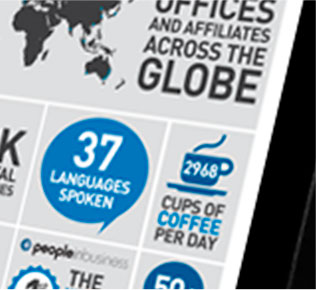 OFFICES
AND AFFILIATES
ACROSS THE
GLOBE
37
LANGUAGES
SPOKEN
2968
CUPS OF
COFFEE
PER DAY
peopleinbusiness
THE